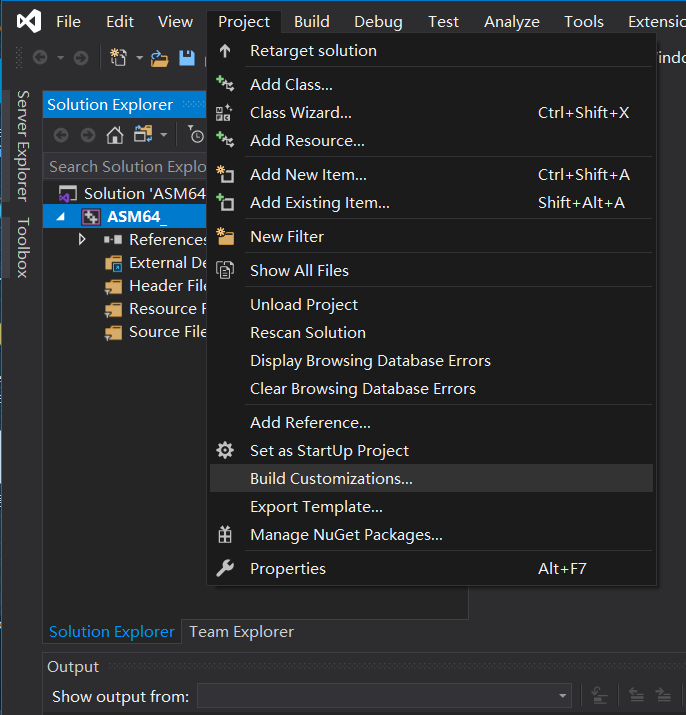 File Edit View Project Build Debug Test Analyze Tools Extensio
Retarget solution
Add Class...
Class Wizard... Ctrl+Shift+X
Add Resource...
Add New Item... Ctrl+Shift+A
Add Existing Item... Shift+Alt+A
New Filter
Show All Files
Unload Project
Rescan Solution
Display Browsing Database Errors
Clear Browsing Database Errors
Add Reference...
Set as StartUp Project
Build Customizations...
Export Template...
Manage NuGet Packages...
Properties Alt+F7
indo
Server Explorer
Toolbox
Solution Explorer
Search Solution Explo
Solution 'ASM64
ASM64_
References
External De
Header File
Resource F
Source File
Solution Explorer Team Explorer
Output
Show output from: